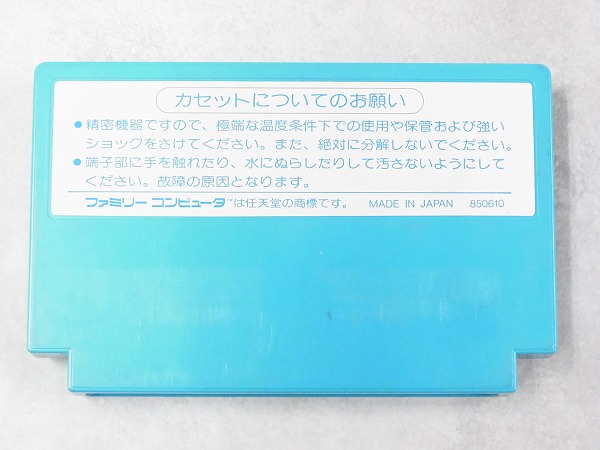 カセットについてのお願い
●精密機器ですので、極端な温度条件下での使用や保管および強い
ショックをさけてください。また、絶対に分解しないでください。
●端子部に手を触れたり、水にぬらしたりして汚さないようにして
ください。故障の原因となります。
ファミリーコンピュータ™は任天堂の商標です。 MADE IN JAPAN 850610